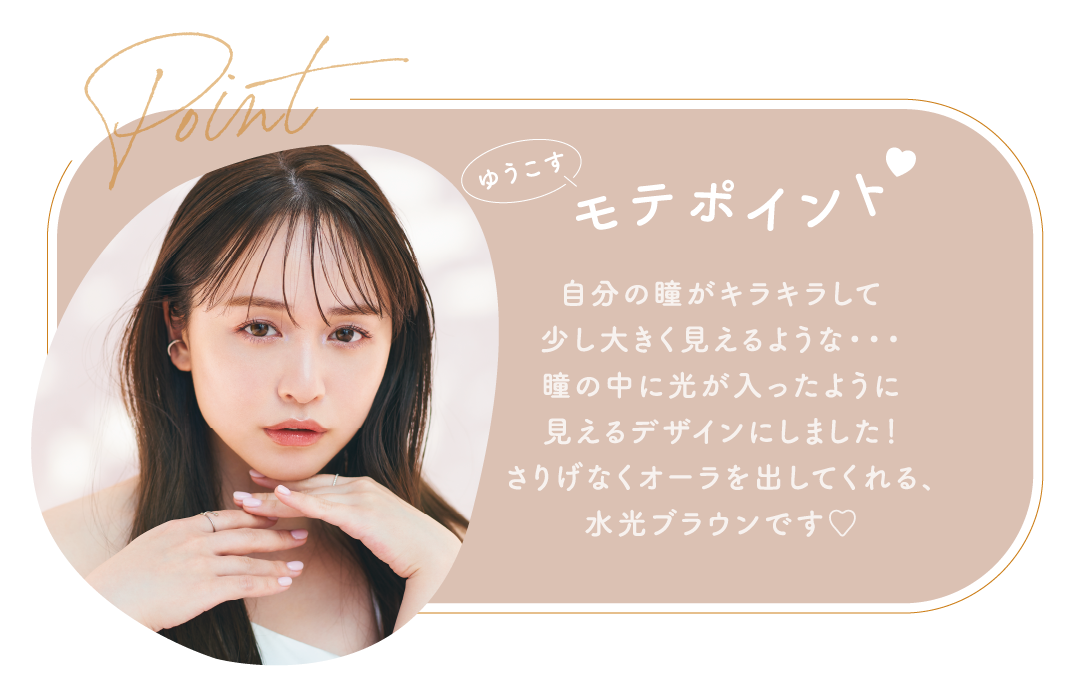 Point
ゆうこす
モテポイント
自分の瞳がキラキラして
少し大きく見えるような・・・
瞳の中に光が入ったように
見えるデザインにしました！
さりげなくオーラを出してくれる、
水光ブラウンです♡